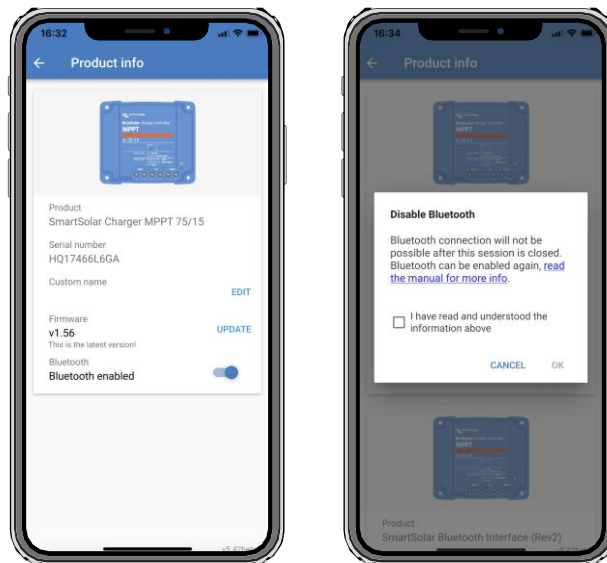 16:32
Product info
MPPT
Product
SmartSolar Charger MPPT 75/15
Serial number
HQ17466L6GA
Custom name
EDIT
Firmware
v1.56
UPDATE
This is the latest version!
Bluetooth
Bluetooth enabled
16:34
Product info
Disable Bluetooth
Bluetooth connection will not be
possible after this session is closed.
Bluetooth can be enabled again, read
the manual for more info.
I have read and understood the
information above
CANCEL
OK
MPPT
Product
SmartSolar Bluetooth Interface (Rev2)